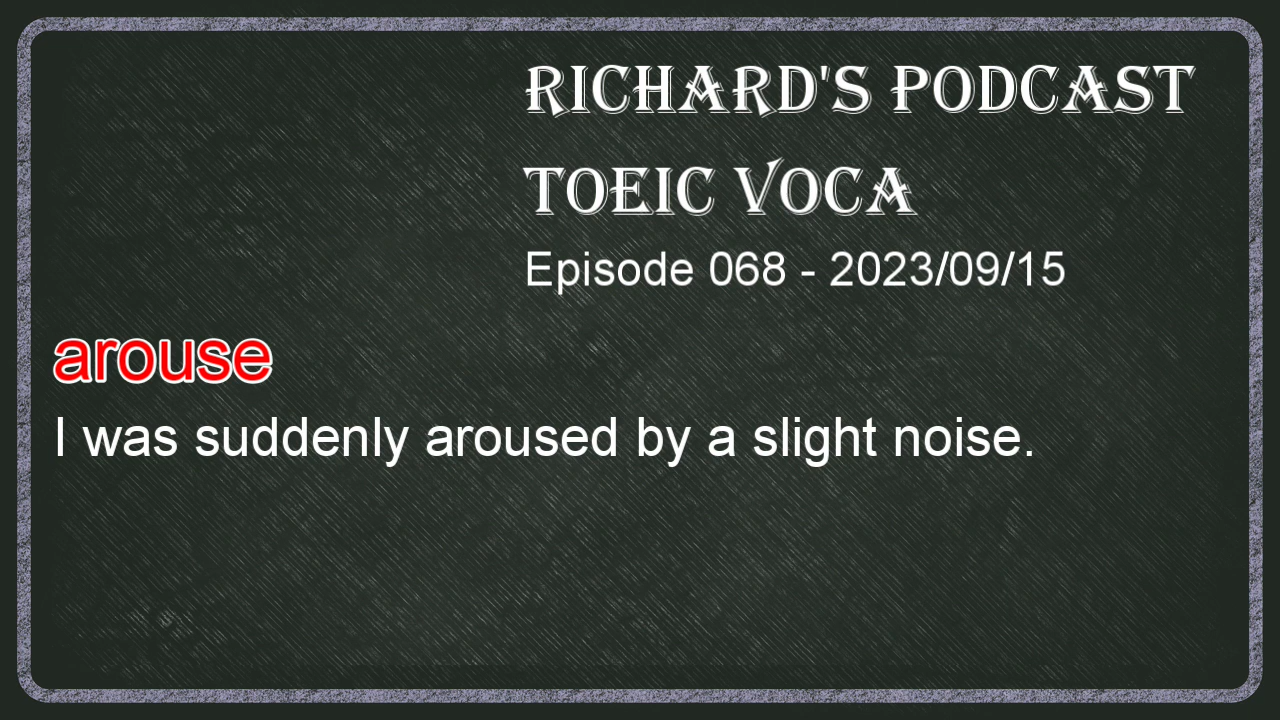 RICHARD'S PODCAST
TOEIC VOCA
Episode 068 - 2023/09/15
arouse
I was suddenly aroused by a slight noise.